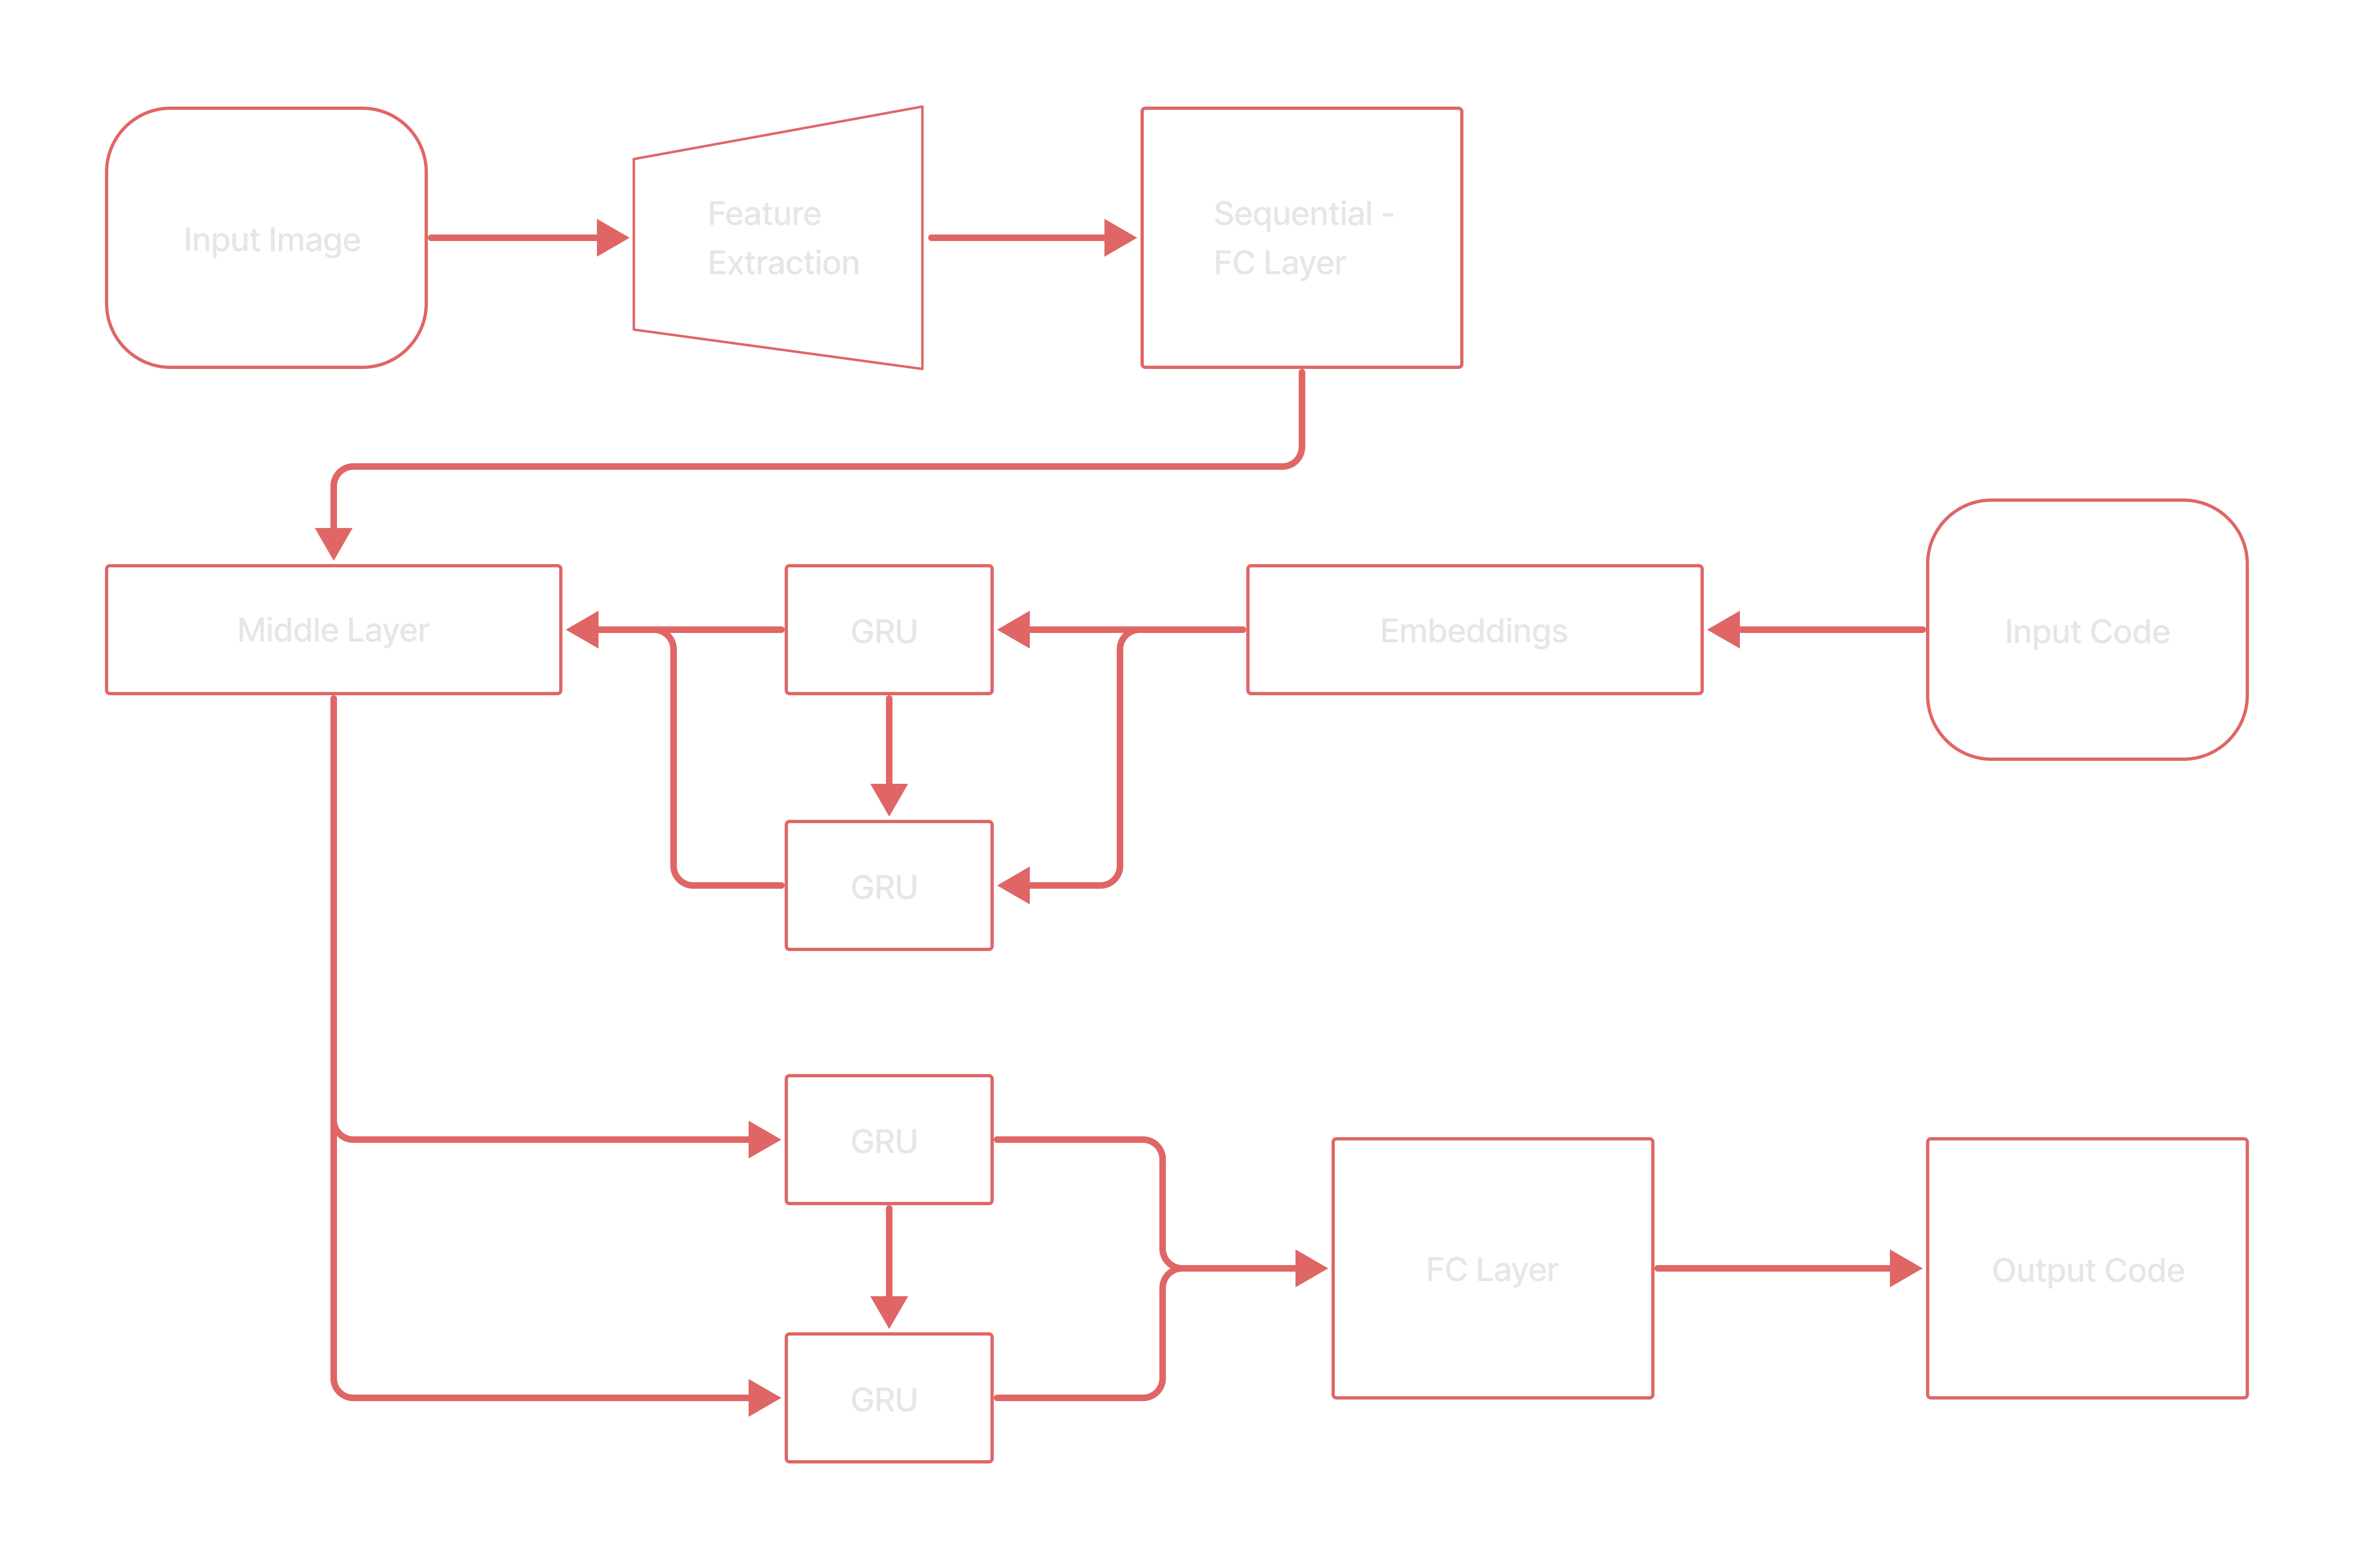 Input Image
Feature
Extraction
Sequential -
FC Layer
Middle Layer
GRU
Embeddings
Input Code
GRU
GRU
FC Layer
Output Code
GRU